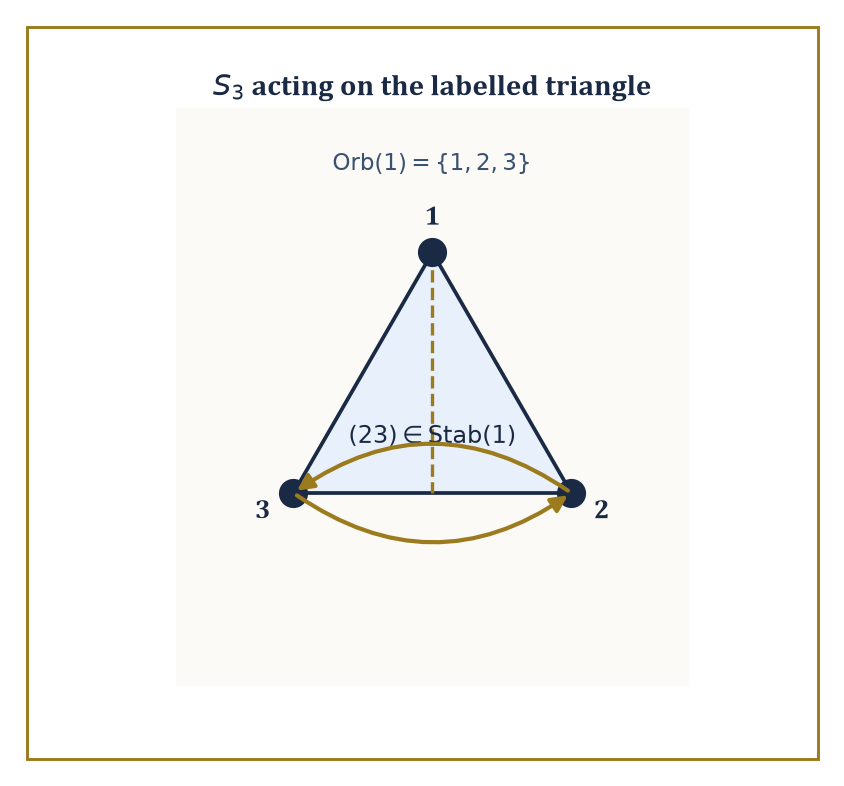 S₃ acting on the labelled triangle
Orb(1) = {1, 2, 3}
1
(23) ∈ Stab(1)
3
2